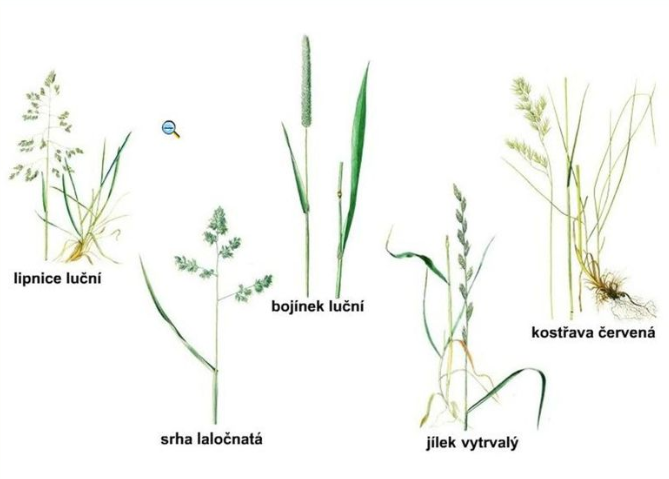 lipnice luční
bojínek luční
kostřava červená
srha laločnatá
jílek vytrvalý